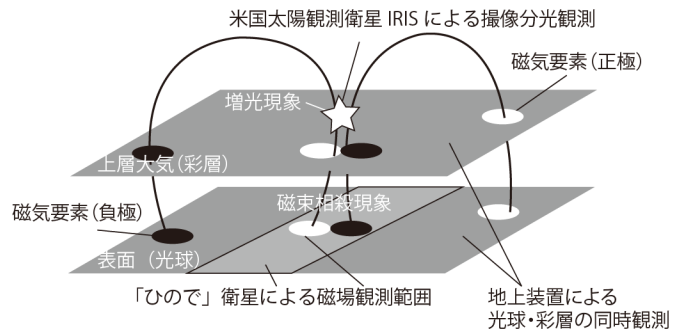 米国太陽観測衛星 IRIS による撮像分光観測
磁気要素（正極）
増光現象
上層大気（彩層）
磁気要素（負極）
磁束相殺現象
表面（光球）
「ひので」衛星による磁場観測範囲
地上装置による
光球・彩層の同時観測